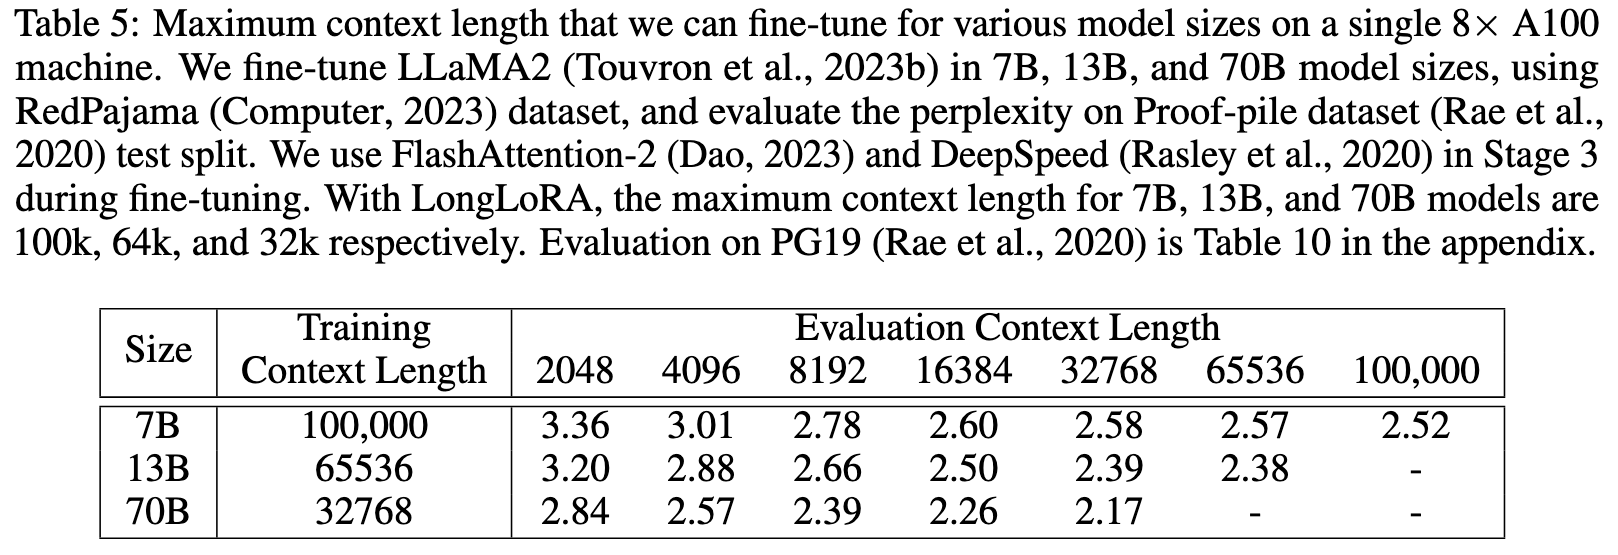 Table 5: Maximum context length that we can fine-tune for various model sizes on a single 8× A100
machine. We fine-tune LLaMA2 (Touvron et al., 2023b) in 7B, 13B, and 70B model sizes, using
RedPajama (Computer, 2023) dataset, and evaluate the perplexity on Proof-pile dataset (Rae et al.,
2020) test split. We use FlashAttention-2 (Dao, 2023) and DeepSpeed (Rasley et al., 2020) in Stage 3
during fine-tuning. With LongLoRA, the maximum context length for 7B, 13B, and 70B models are
100k, 64k, and 32k respectively. Evaluation on PG19 (Rae et al., 2020) is Table 10 in the appendix.
Size Training Context Length Evaluation Context Length
2048 4096 8192 16384 32768 65536 100,000
7B 100,000 3.36 3.01 2.78 2.60 2.58 2.57 2.52
13B 65536 3.20 2.88 2.66 2.50 2.39 2.38 -
70B 32768 2.84 2.57 2.39 2.26 2.17 - -